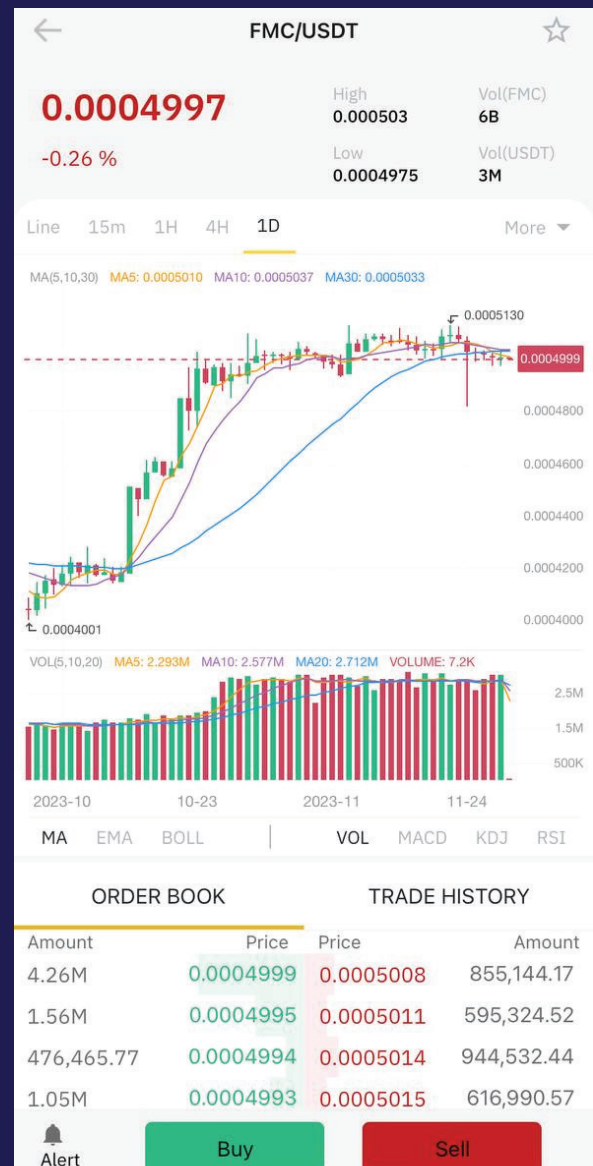 FMC/USDT
0.0004997
-0.26 %
High
0.000503
Vol(FMC)
6B
Low
0.0004975
Vol(USDT)
3M
Line 15m 1H 4H 1D More
MA(5,10,30) MA5: 0.0005010 MA10: 0.0005037 MA30: 0.0005033
0.0005130
0.0004999
0.0004800
0.0004600
0.0004400
0.0004200
0.0004000
0.0004001
VOL(5,10,20) MA5: 2.293M MA10: 2.577M MA20: 2.712M VOLUME: 7.2K
2.5M
1.5M
500K
2023-10 10-23 2023-11 11-24
MA EMA BOLL VOL MACD KDJ RSI
ORDER BOOK TRADE HISTORY
Amount Price Price Amount
4.26M 0.0004999 0.0005008 855,144.17
1.56M 0.0004995 0.0005011 595,324.52
476,465.77 0.0004994 0.0005014 944,532.44
1.05M 0.0004993 0.0005015 616,990.57
Alert Buy Sell